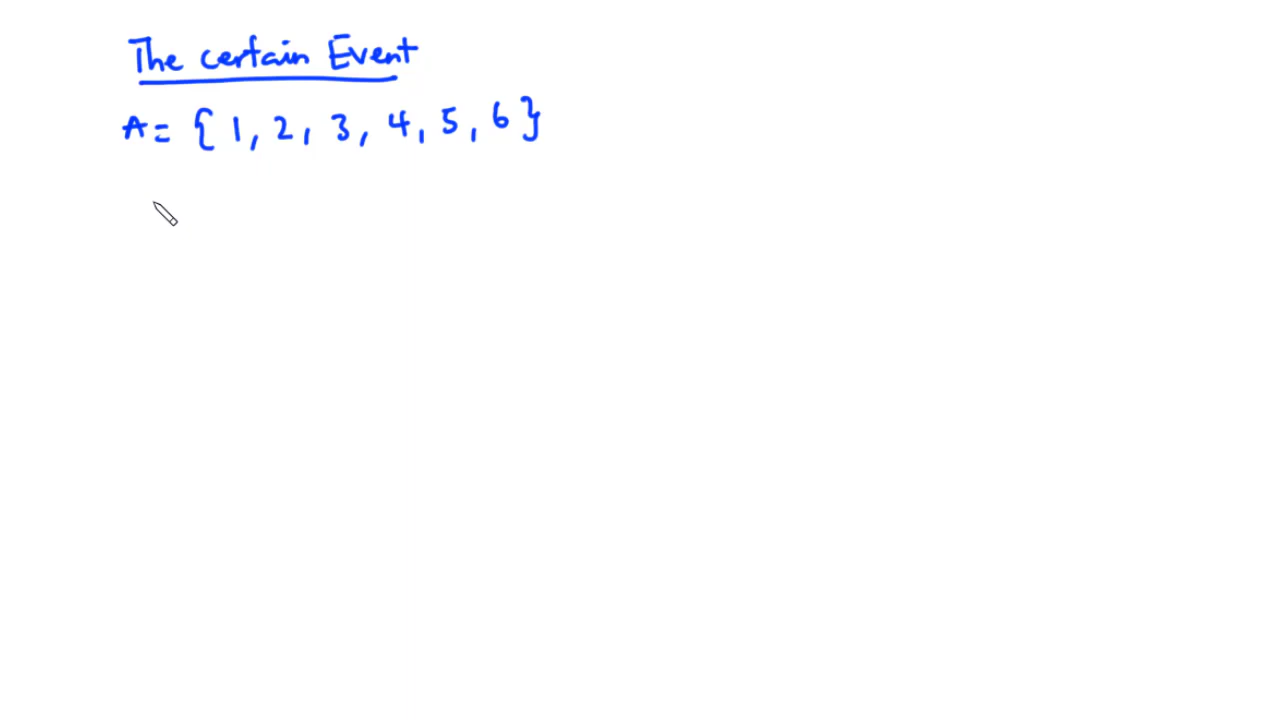 The certain Event
A = { 1, 2, 3, 4, 5, 6 }